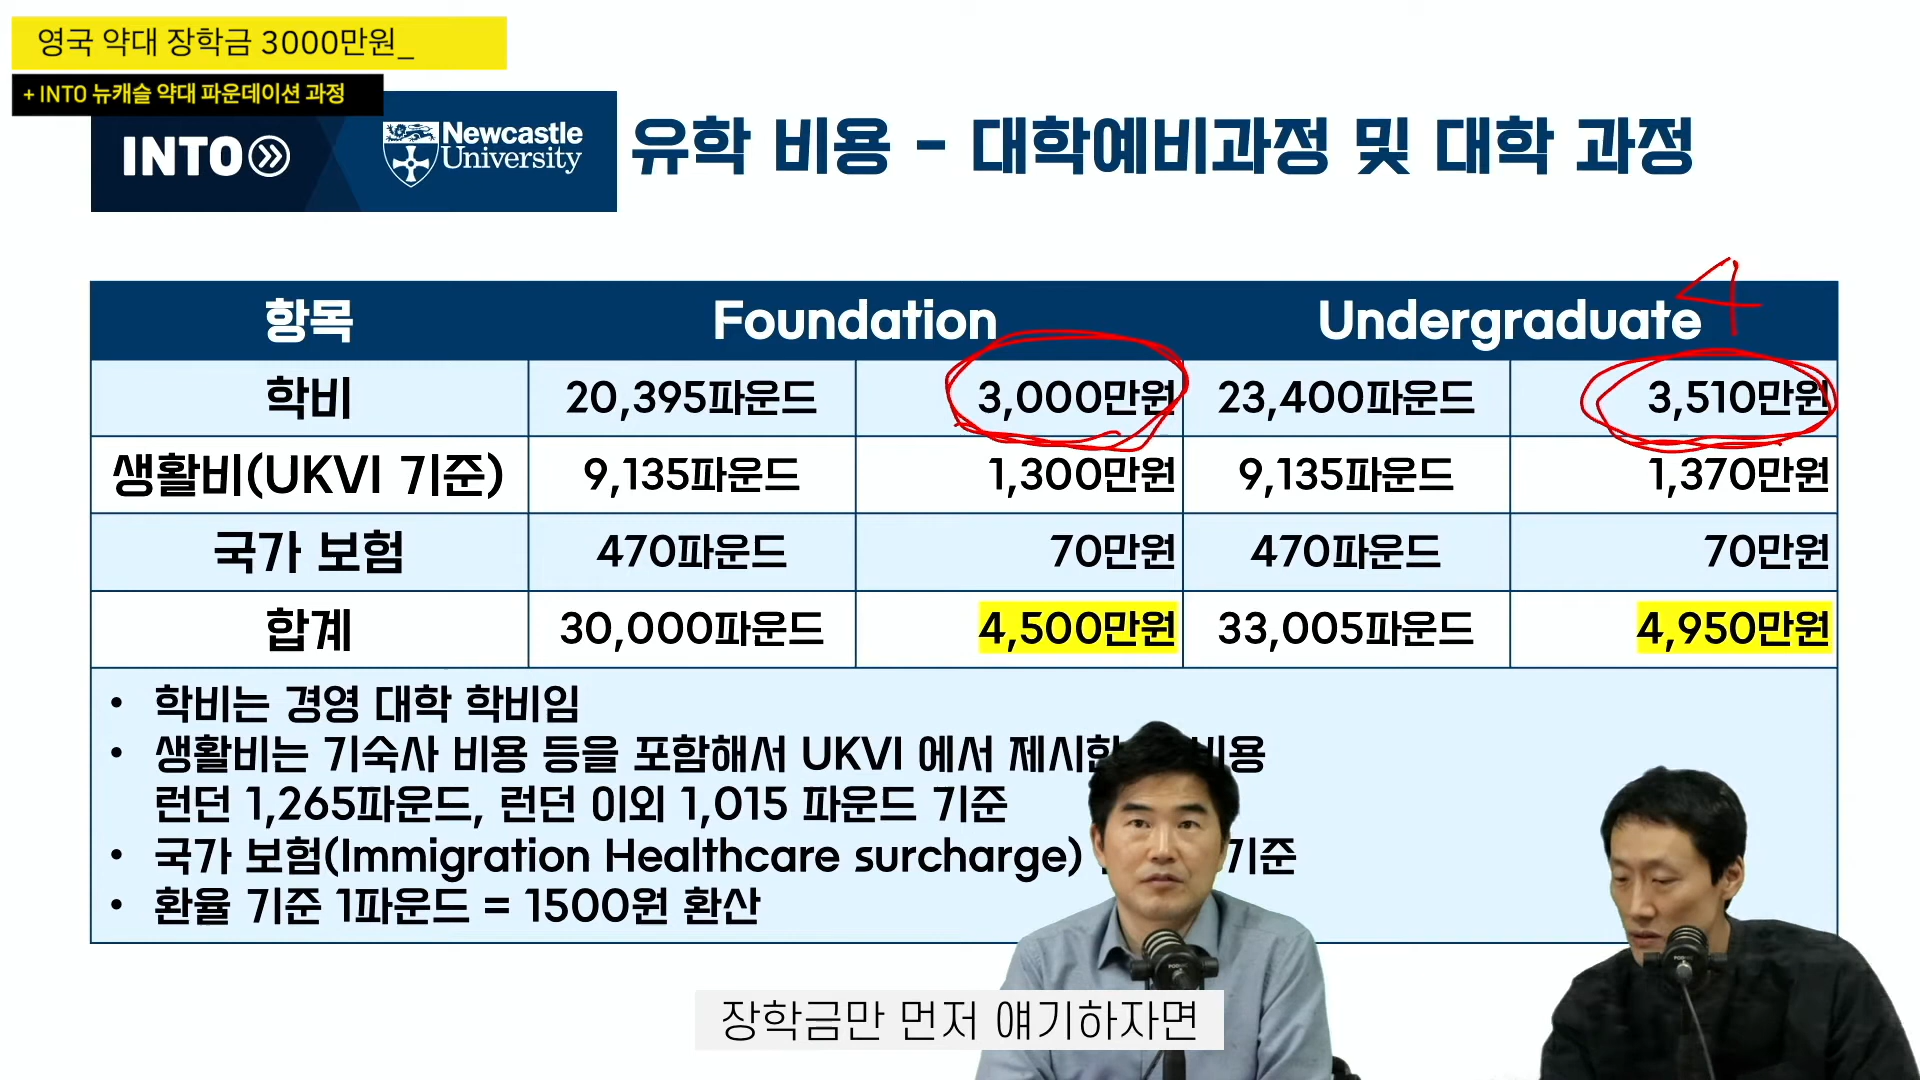 영국 약대 장학금 3000만원_
+ INTO 뉴캐슬 약대 파운데이션 과정
INTO
Newcastle
University
유학 비용 - 대학예비과정 및 대학 과정
4
항목 Foundation Undergraduate
학비 20,395파운드 3,000만원 23,400파운드 3,510만원
생활비(UKVI 기준) 9,135파운드 1,300만원 9,135파운드 1,370만원
국가 보험 470파운드 70만원 470파운드 70만원
합계 30,000파운드 4,500만원 33,005파운드 4,950만원
• 학비는 경영 대학 학비임
• 생활비는 기숙사 비용 등을 포함해서 UKVI 에서 비용
런던 1,265파운드, 런던 이외 1,015 파운드 기준
• 국가 보험(Immigration Healthcare surcharge) 기준
• 환율 기준 1파운드 = 1500원 환산
장학금만 먼저 얘기하자면